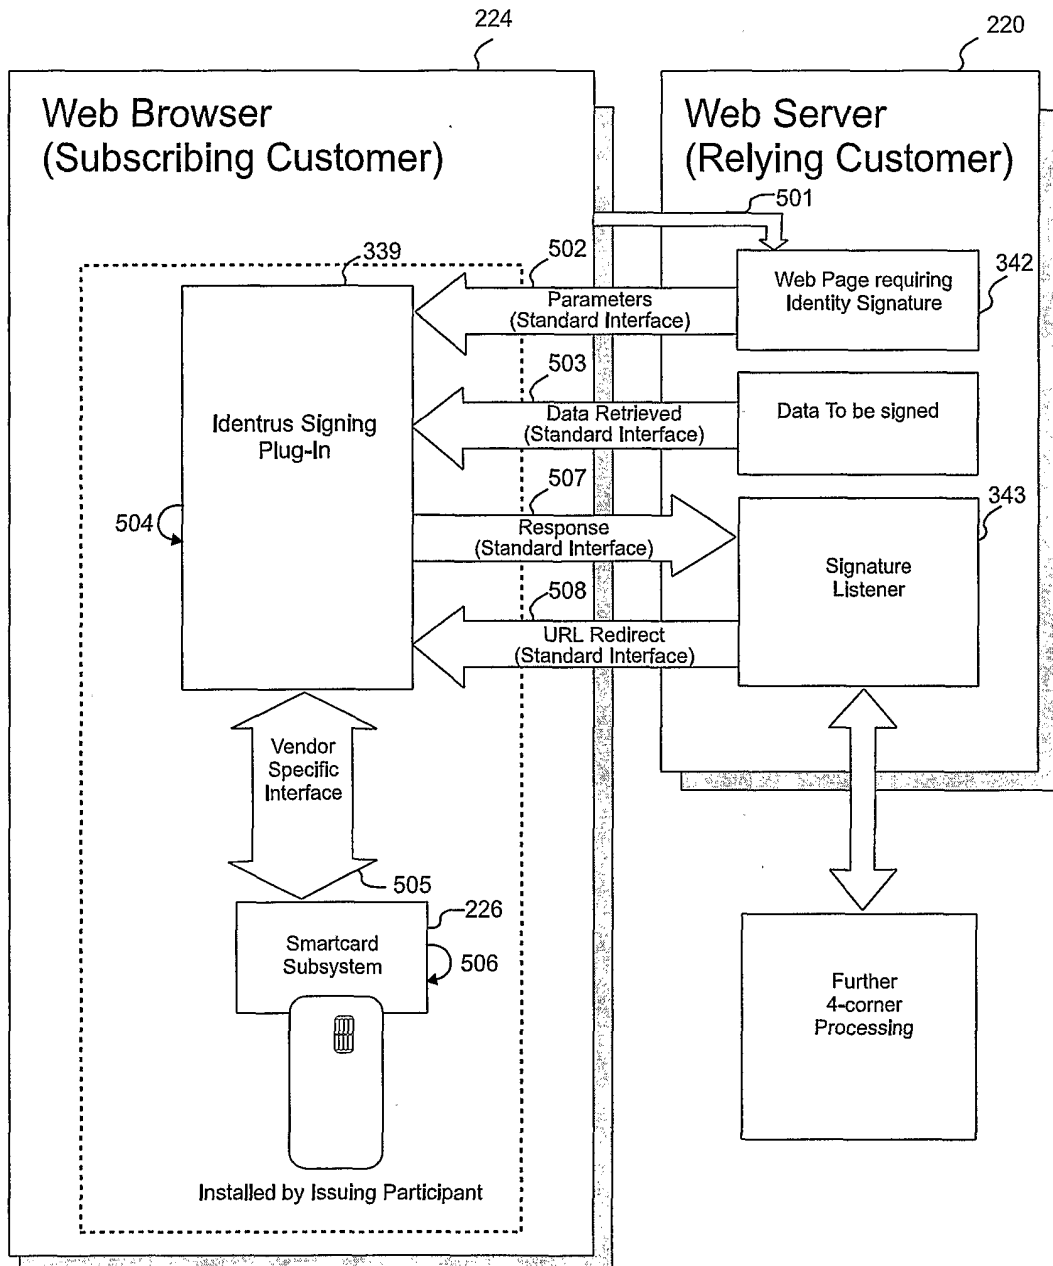 224
220
Web Browser
(Subscribing Customer)
Web Server
(Relying Customer)
501
339
502
342
Web Page requiring
Identity Signature
Parameters
(Standard Interface)
503
Data Retrieved
(Standard Interface)
Data To be signed
Identrus Signing
Plug-In
507
343
504
Response
(Standard Interface)
Signature
Listener
508
URL Redirect
(Standard Interface)
Vendor
Specific
Interface
505
226
Smartcard
Subsystem
506
Further
4-corner
Processing
Installed by Issuing Participant